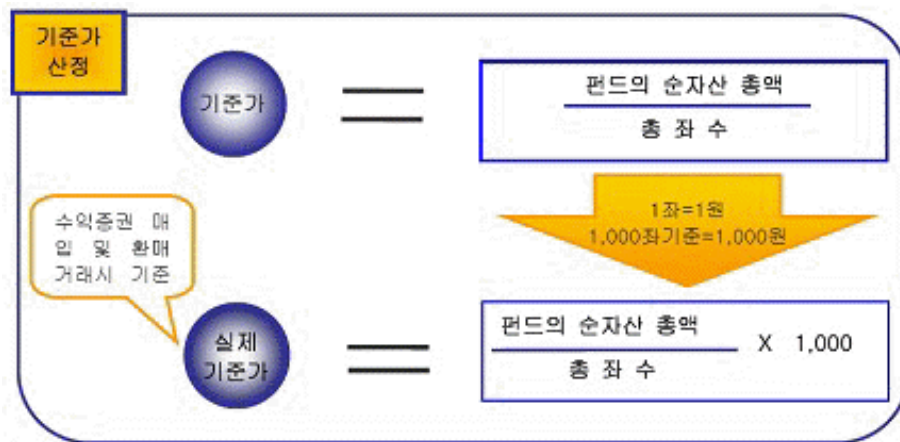 기준가
산정
기준가
펀드의 순자산 총액
총 좌 수
1좌=1원
1,000좌기준=1,000원
수익증권 매
입 및 환매
거래시 기준
실제
기준가
펀드의 순자산 총액
총 좌 수
X 1,000